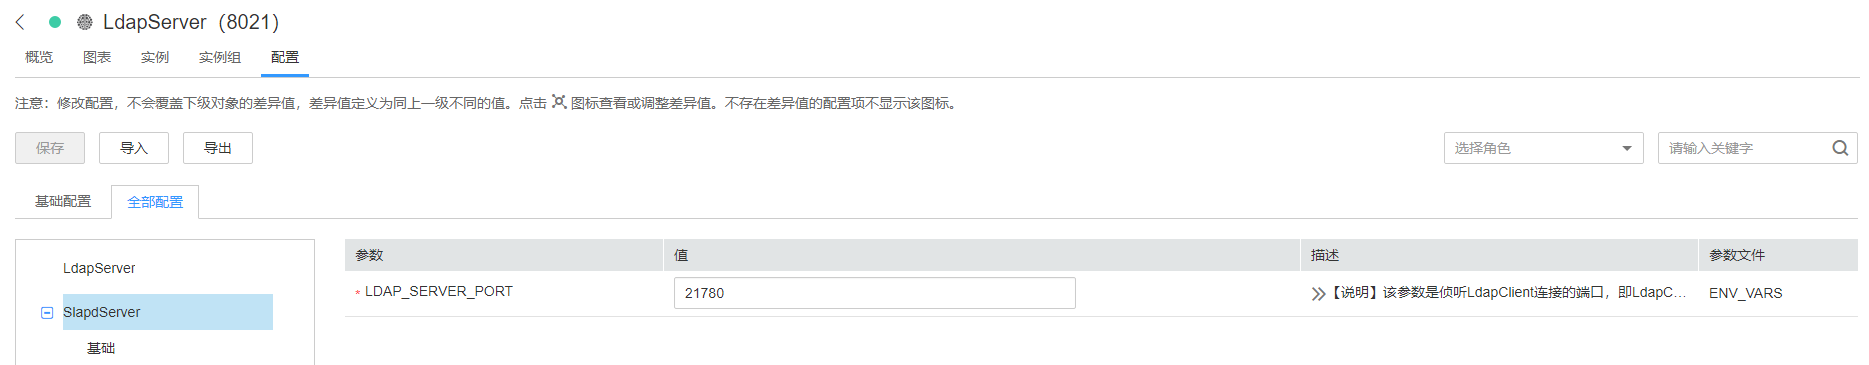 LdapServer（8021）
概览 图表 实例 实例组 配置
注意：修改配置，不会覆盖下级对象的差异值，差异值定义为同上一级不同的值。点击 图标查看或调整差异值。不存在差异值的配置项不显示该图标。
保存 导入 导出 选择角色 请输入关键字
基础配置 全部配置
LdapServer
SlapdServer
基础
参数 值 描述 参数文件
* LDAP_SERVER_PORT 21780 【说明】该参数是侦听LdapClient连接的端口，即LdapC... ENV_VARS